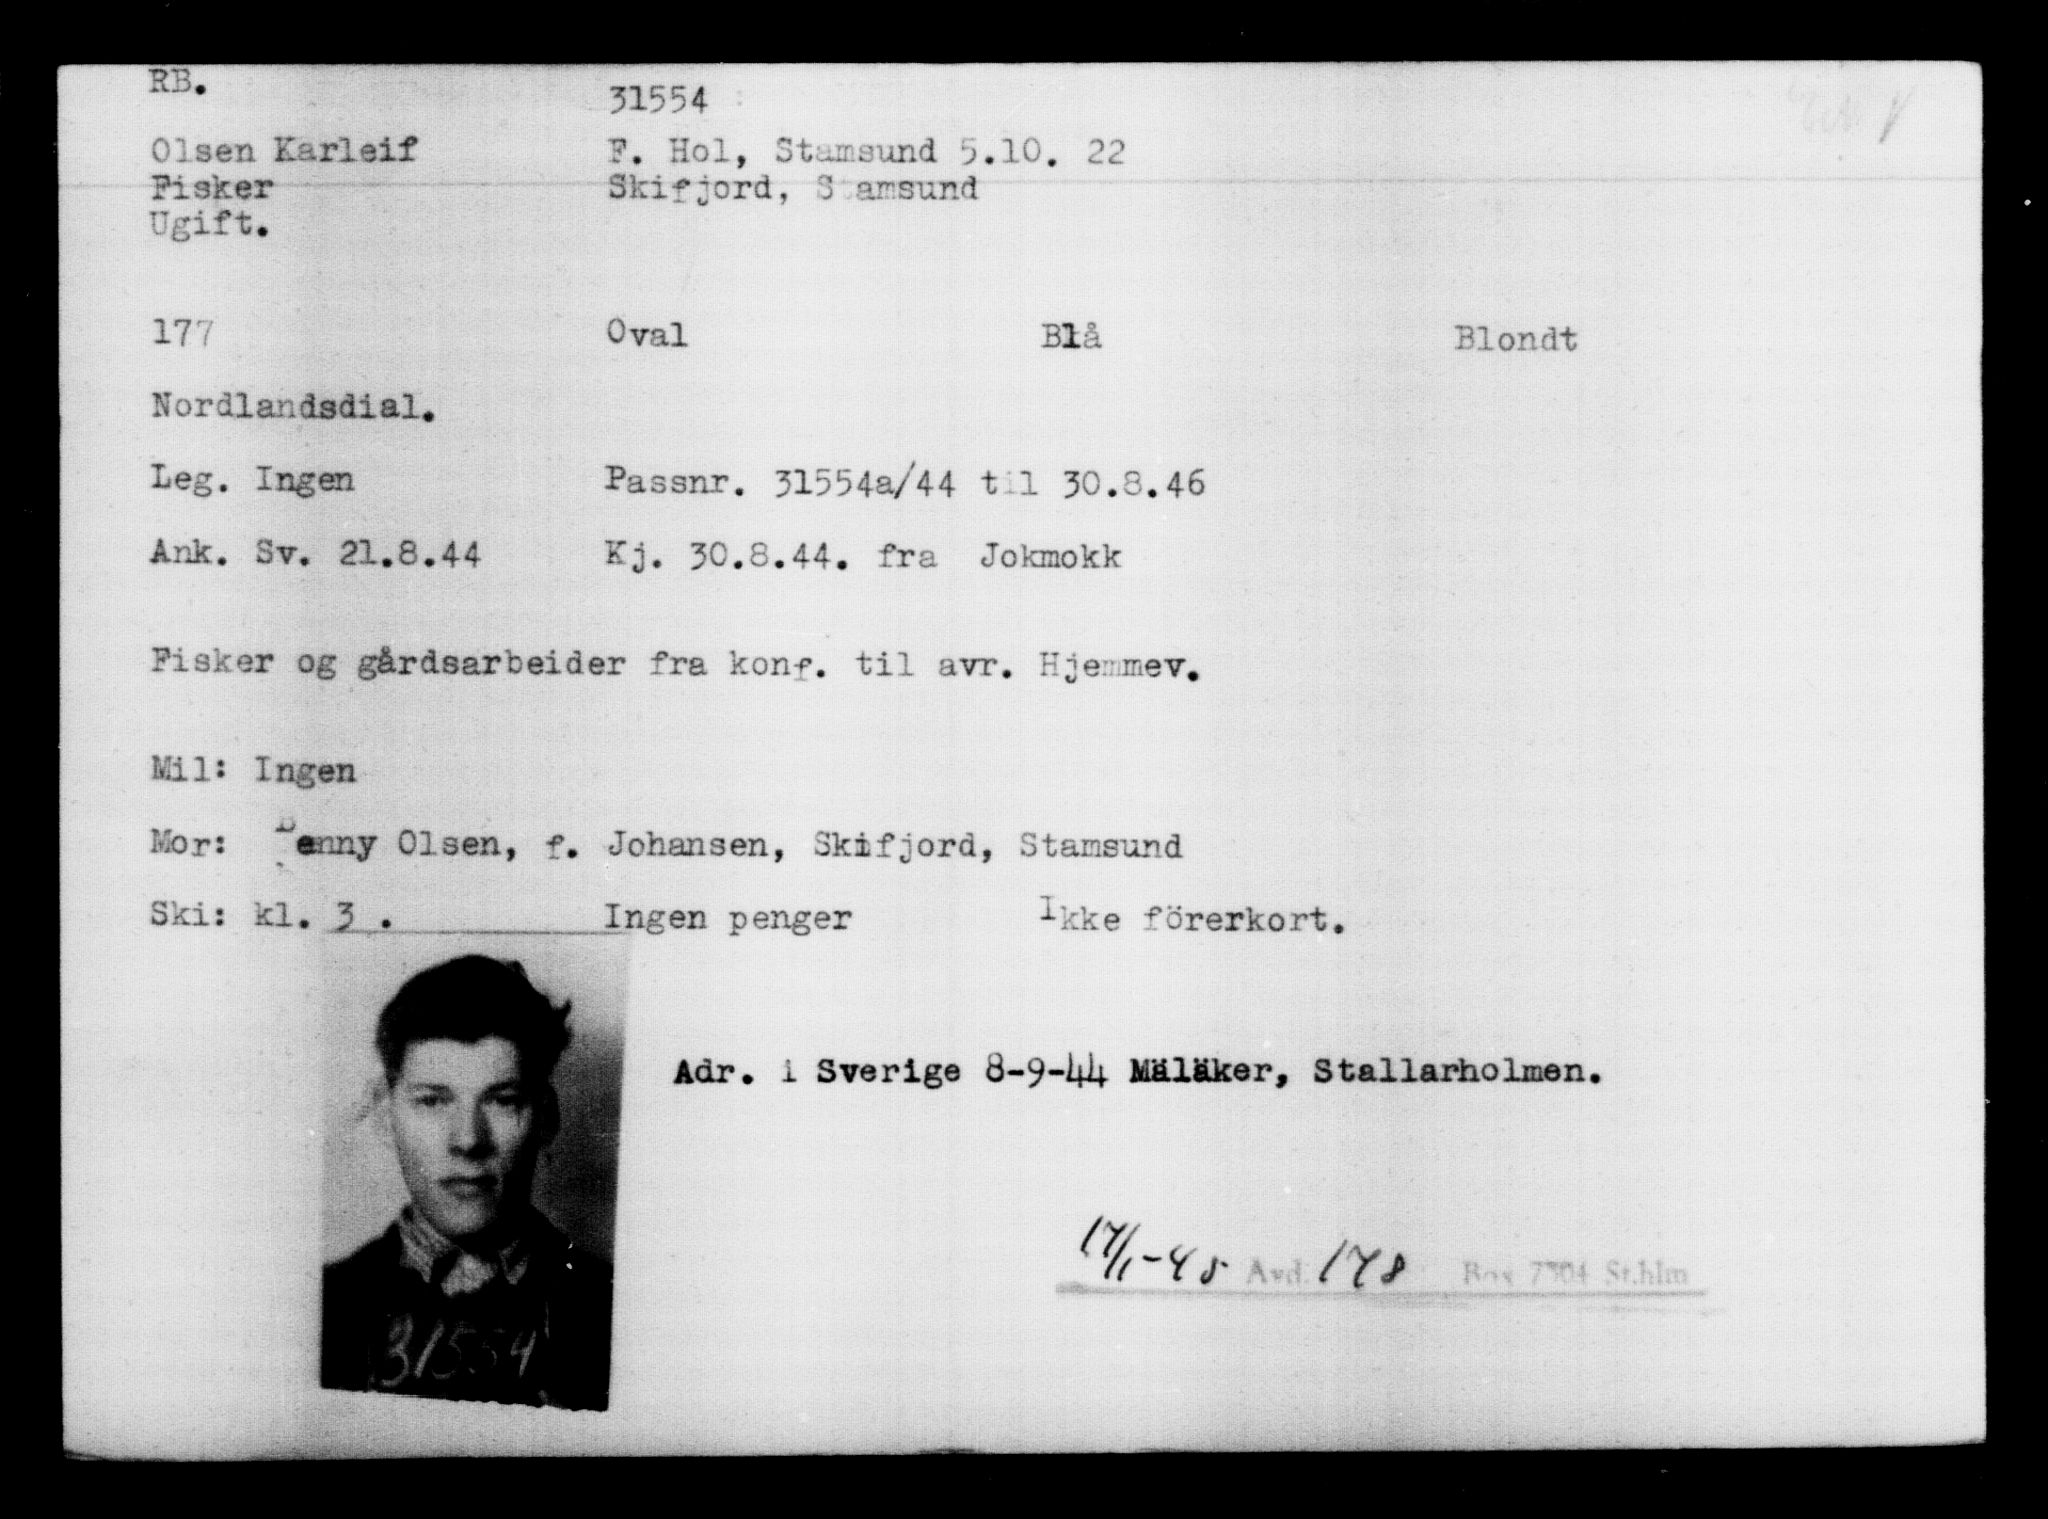 RB.
31554
Olsen Karleif F. Hol, Stamsund 5.10. 22
Fisker Skifjord, Stamsund
Ugift.
177 Oval Blå Blondt
Nordlandsdial.
Leg. Ingen Passnr. 31554a/44 til 30.8.46
Ank. Sv. 21.8.44 Kj. 30.8.44. fra Jokmokk
Fisker og gårdsarbeider fra konf. til avr. Hjemmev.
Mil: Ingen
Mor: Benny Olsen, f. Johansen, Skifjord, Stamsund
Ski: kl. 3 . Ingen penger Ikke förerkort.
Adr. i Sverige 8-9-44 Mäläker, Stallarholmen.
17/1-45 Avd. 178 Box 7304 St.hlm
31554